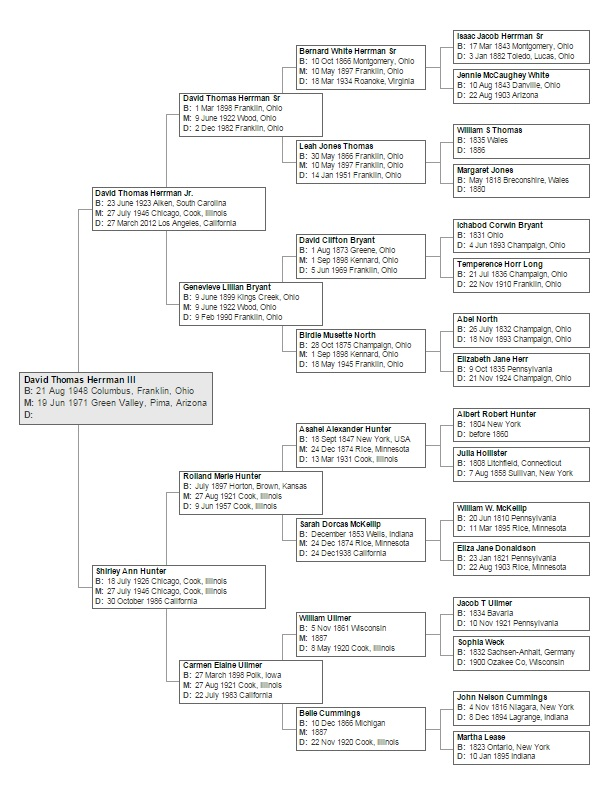 Isaac Jacob Herrman Sr
B: 17 Mar 1843 Montgomery, Ohio
D: 3 Jan 1882 Toledo, Lucas, Ohio
Bernard White Herrman Sr
B: 10 Oct 1866 Montgomery, Ohio
M: 10 May 1897 Franklin, Ohio
D: 18 Mar 1934 Roanoke, Virginia
Jennie McCaughey White
B: 10 Aug 1843 Danville, Ohio
D: 22 Aug 1903 Arizona
David Thomas Herrman Sr
B: 1 Mar 1898 Franklin, Ohio
M: 9 June 1922 Wood, Ohio
D: 2 Dec 1982 Franklin, Ohio
William S Thomas
B: 1835 Wales
D: 1886
Leah Jones Thomas
B: 30 May 1866 Franklin, Ohio
M: 10 May 1897 Franklin, Ohio
D: 14 Jan 1951 Franklin, Ohio
Margaret Jones
B: May 1818 Breconshire, Wales
D: 1880
David Thomas Herrman Jr.
B: 23 June 1923 Aiken, South Carolina
M: 27 July 1946 Chicago, Cook, Illinois
D: 27 March 2012 Los Angeles, California
Ichabod Corwin Bryant
B: 1831 Ohio
D: 4 Jun 1893 Champaign, Ohio
David Clifton Bryant
B: 1 Aug 1873 Greene, Ohio
M: 1 Sep 1898 Kennard, Ohio
D: 5 Jun 1969 Franklin, Ohio
Temperence Horr Long
B: 21 Jul 1836 Champaign, Ohio
D: 22 Nov 1910 Franklin, Ohio
Genevieve Lillian Bryant
B: 9 June 1899 Kings Creek, Ohio
M: 9 June 1922 Wood, Ohio
D: 9 Feb 1990 Franklin, Ohio
Abel North
B: 26 July 1832 Champaign, Ohio
D: 18 Nov 1893 Champaign, Ohio
Birdie Musette North
B: 28 Oct 1875 Champaign, Ohio
M: 1 Sep 1898 Kennard, Ohio
D: 18 May 1945 Franklin, Ohio
Elizabeth Jane Herr
B: 9 Oct 1835 Pennsylvania
D: 21 Nov 1924 Champaign, Ohio
David Thomas Herrman III
B: 21 Aug 1948 Columbus, Franklin, Ohio
M: 19 Jun 1971 Green Valley, Pima, Arizona
D:
Albert Robert Hunter
B: 1804 New York
D: before 1860
Asahel Alexander Hunter
B: 18 Sept 1847 New York, USA
M: 24 Dec 1874 Rice, Minnesota
D: 13 Mar 1931 Cook, Illinois
Julia Hollister
B: 1808 Litchfield, Connecticut
D: 7 Aug 1858 Sullivan, New York
Rolland Merle Hunter
B: July 1897 Horton, Brown, Kansas
M: 27 Aug 1921 Cook, Illinois
D: 9 Jun 1957 Cook, Illinois
William W. McKellip
B: 20 Jun 1810 Pennsylvania
D: 11 Mar 1895 Rice, Minnesota
Sarah Dorcas McKellip
B: December 1853 Wells, Indiana
M: 24 Dec 1874 Rice, Minnesota
D: 24 Dec1938 California
Eliza Jane Donaldson
B: 23 Jan 1821 Pennsylvania
D: 22 Aug 1903 Rice, Minnesota
Shirley Ann Hunter
B: 18 July 1926 Chicago, Cook, Illinois
M: 27 July 1946 Chicago, Cook, Illinois
D: 30 October 1986 California
Jacob T Ullmer
B: 1834 Bavaria
D: 10 Nov 1921 Pennsylvania
William Ullmer
B: 5 Nov 1861 Wisconsin
M: 1887
D: 8 May 1920 Cook, Illinois
Sophia Weck
B: 1832 Sachsen-Anhalt, Germany
D: 1900 Ozakee Co, Wisconsin
Carmen Elaine Ullmer
B: 27 March 1898 Polk, Iowa
M: 27 Aug 1921 Cook, Illinois
D: 22 July 1983 California
John Nelson Cummings
B: 4 Nov 1816 Niagara, New York
D: 8 Dec 1894 Lagrange, Indiana
Belle Cummings
B: 10 Dec 1866 Michigan
M: 1887
D: 22 Nov 1920 Cook, Illinois
Martha Lease
B: 1823 Ontario, New York
D: 10 Jan 1895 Indiana